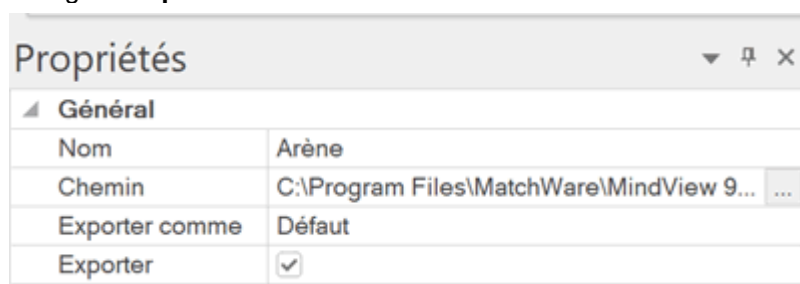 Propriétés
Général
Nom Arène
Chemin C:\Program Files\MatchWare\MindView 9... ...
Exporter comme Défaut
Exporter